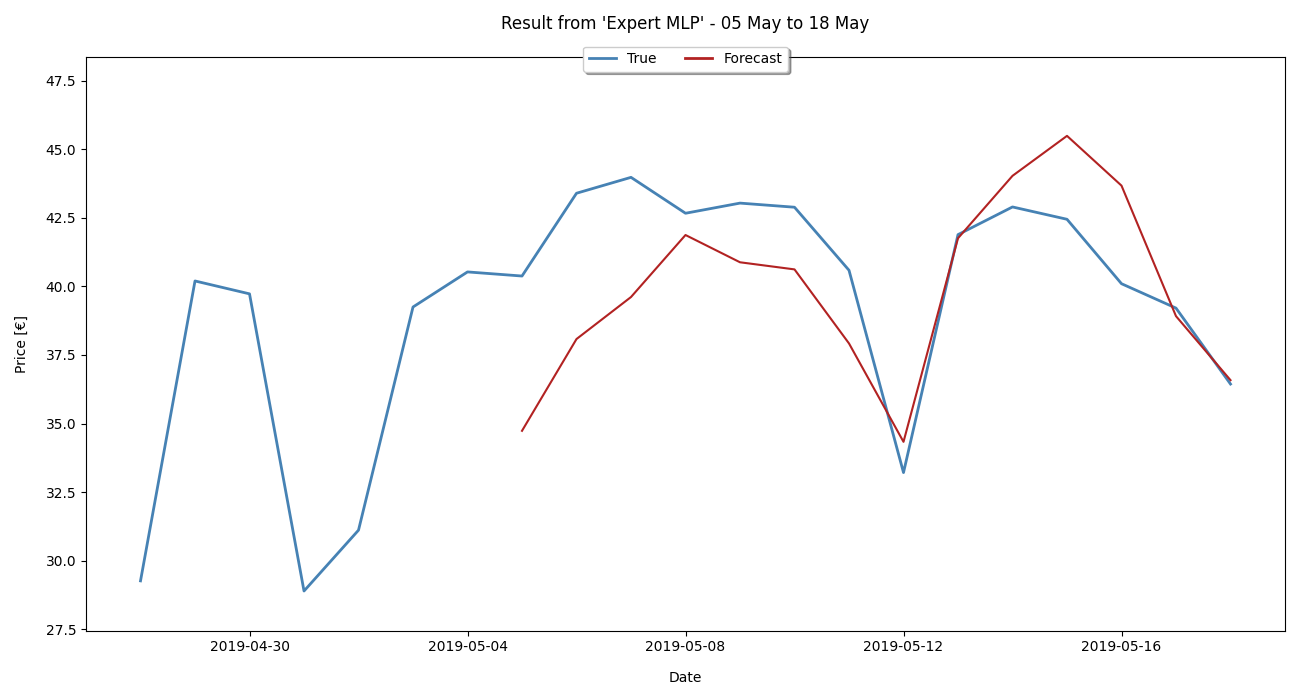 Result from 'Expert MLP' - 05 May to 18 May
True
Forecast
47.5
45.0
42.5
40.0
37.5
35.0
32.5
30.0
27.5
Price [€]
2019-04-30
2019-05-04
2019-05-08
2019-05-12
2019-05-16
Date